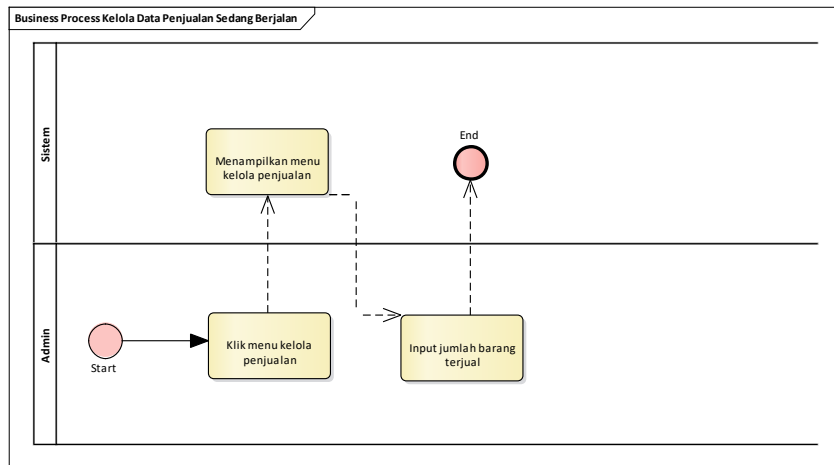 Business Process Kelola Data Penjualan Sedang Berjalan
Sistem
Menampilkan menu
kelola penjualan
End
Admin
Start
Klik menu kelola
penjualan
Input jumlah barang
terjual